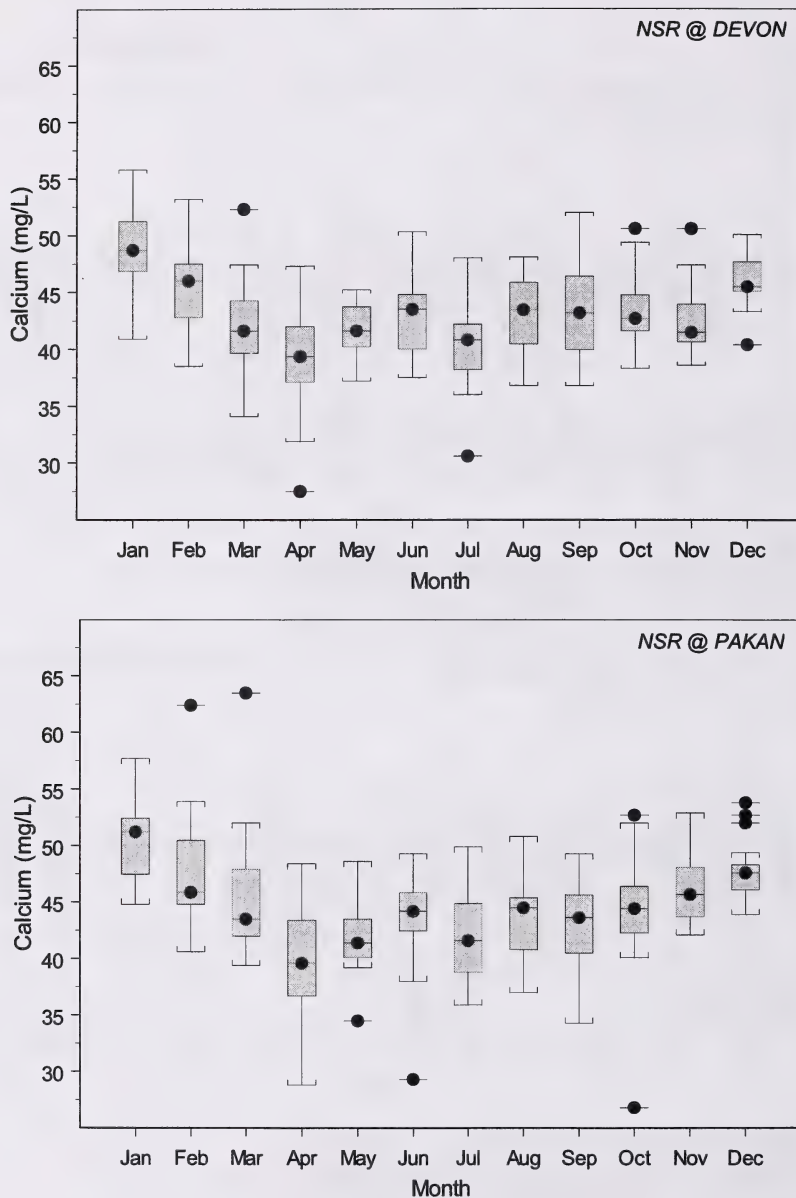 NSR @ DEVON
65
60
55
50
45
40
35
30
Calcium (mg/L)
Jan Feb Mar Apr May Jun Jul Aug Sep Oct Nov Dec
Month
NSR @ PAKAN
65
60
55
50
45
40
35
30
Calcium (mg/L)
Jan Feb Mar Apr May Jun Jul Aug Sep Oct Nov Dec
Month